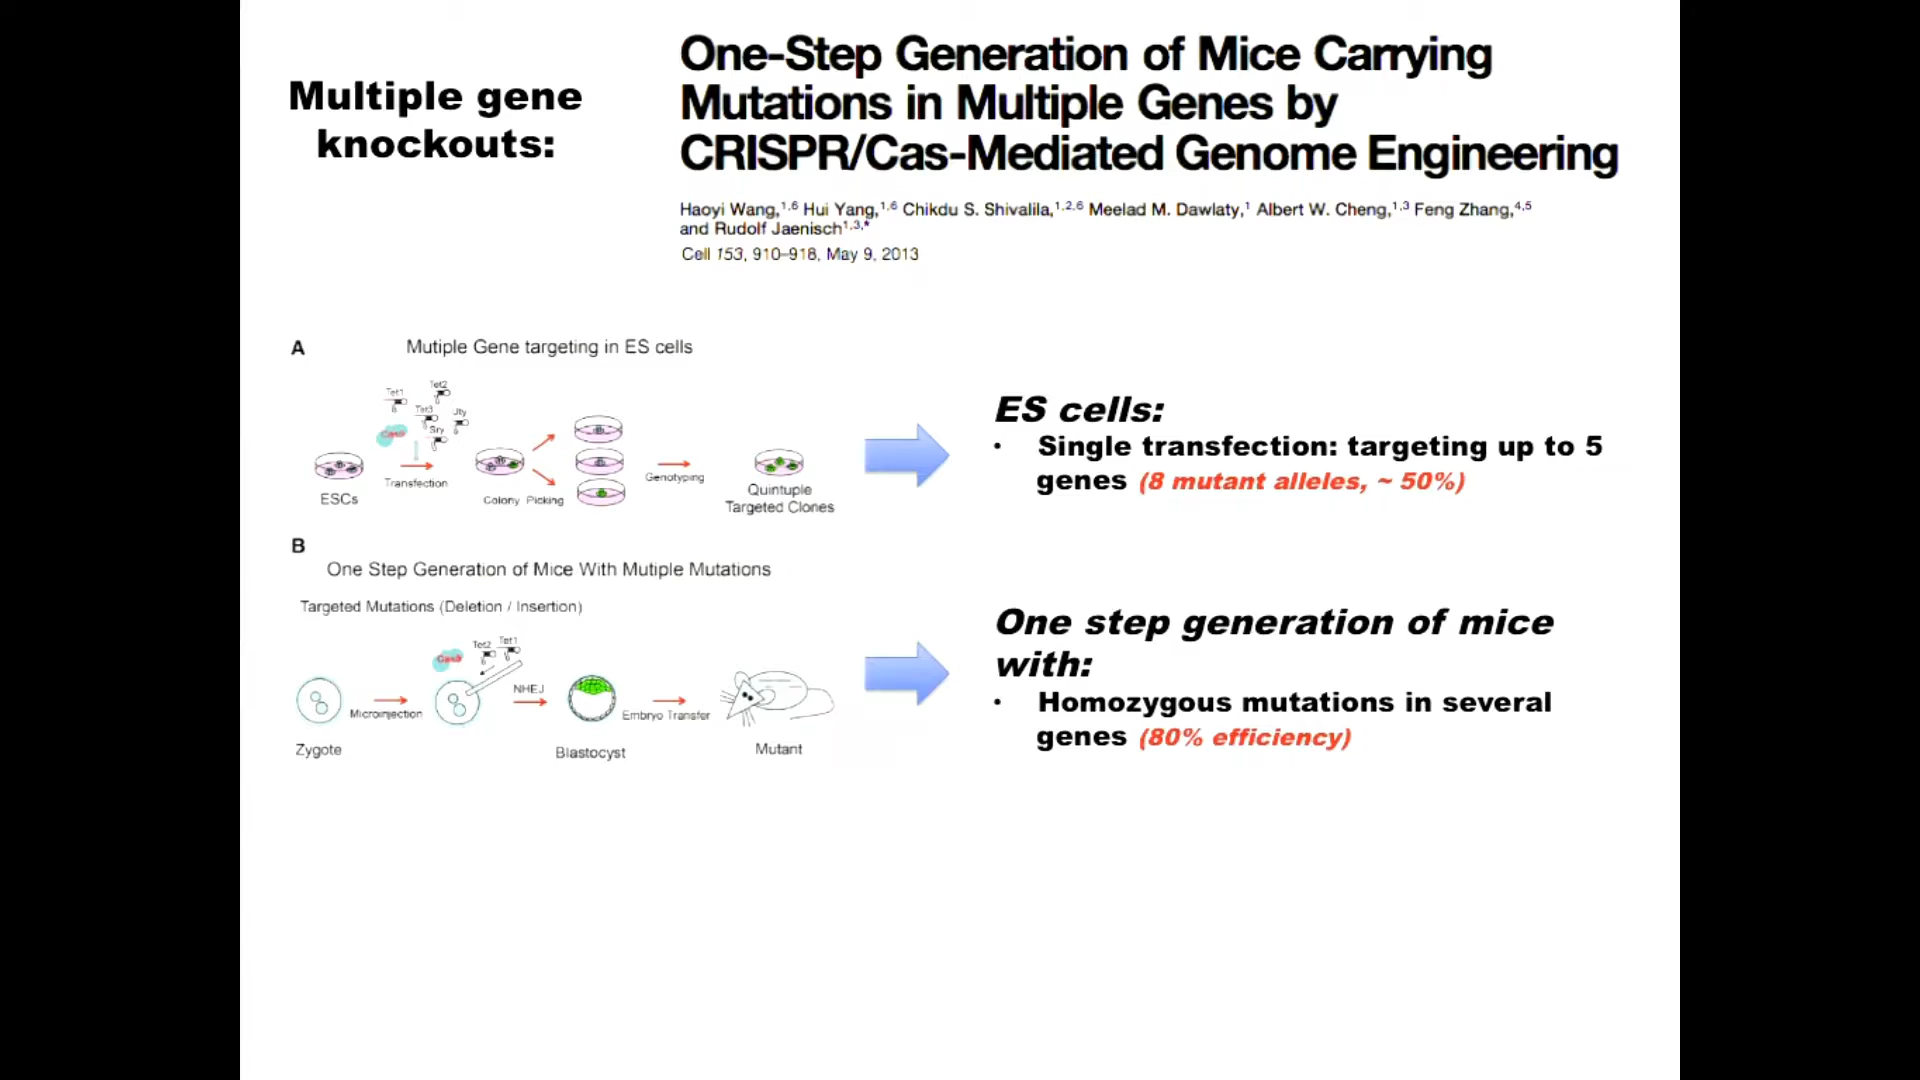 Multiple gene
knockouts:
One-Step Generation of Mice Carrying
Mutations in Multiple Genes by
CRISPR/Cas-Mediated Genome Engineering
Haoyi Wang,1,6 Hui Yang,1,6 Chikdu S. Shivalila,1,2,6 Meelad M. Dawlaty,1 Albert W. Cheng,1,3 Feng Zhang,4,5
and Rudolf Jaenisch1,3,*
Cell 153, 910–918, May 9, 2013
A
Mutiple Gene targeting in ES cells
Tet1
Tet2
Tet3
Sry
Cas9
ESCs
Transfection
Colony Picking
Genotyping
Quintuple
Targeted Clones
ES cells:
• Single transfection: targeting up to 5
genes (8 mutant alleles, ~ 50%)
B
One Step Generation of Mice With Mutiple Mutations
Targeted Mutations (Deletion / Insertion)
Cas9
Tet2
Tet1
Zygote
Microinjection
NHEJ
Blastocyst
Embryo Transfer
Mutant
One step generation of mice
with:
• Homozygous mutations in several
genes (80% efficiency)